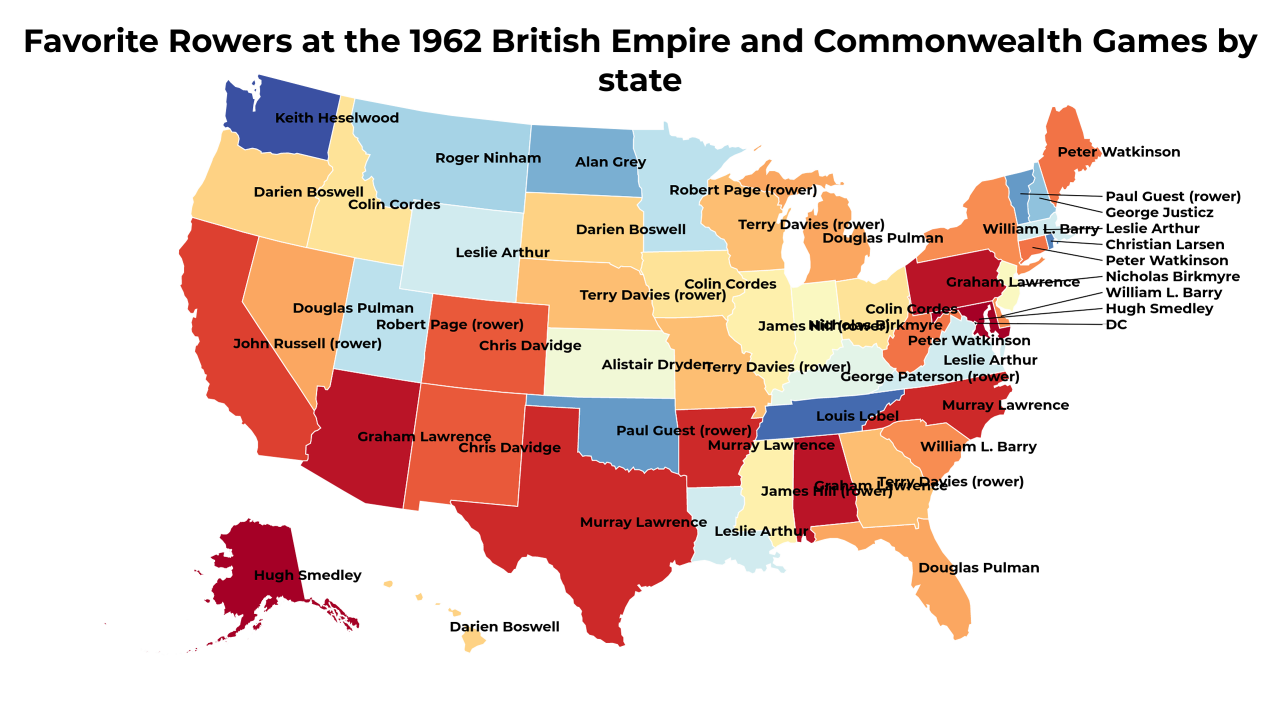 Favorite Rowers at the 1962 British Empire and Commonwealth Games by
state
Keith Heselwood
Peter Watkinson
Roger Ninham
Alan Grey
Robert Page (rower)
Darien Boswell
Colin Cordes
Paul Guest (rower)
George Justicz
Terry Davies (rower)
William L. Barry
Leslie Arthur
Darien Boswell
Douglas Pulman
Christian Larsen
Leslie Arthur
Peter Watkinson
Nicholas Birkmyre
Graham Lawrence
Colin Cordes
William L. Barry
Terry Davies (rower)
Douglas Pulman
Colin Cordes
Hugh Smedley
Robert Page (rower)
James Hill (rower)
Nicholas Birkmyre
DC
John Russell (rower)
Chris Davidge
Peter Watkinson
Leslie Arthur
Alistair Dryden
Terry Davies (rower)
George Paterson (rower)
Murray Lawrence
Louis Lobel
Graham Lawrence
Chris Davidge
Paul Guest (rower)
Murray Lawrence
William L. Barry
Terry Davies (rower)
Graham Lawrence
James Hill (rower)
Murray Lawrence
Leslie Arthur
Douglas Pulman
Hugh Smedley
Darien Boswell